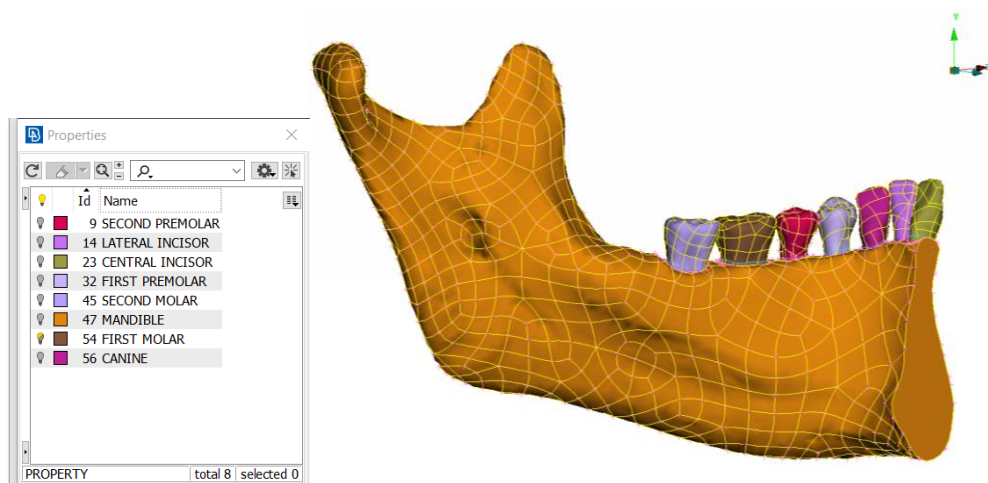 Properties
Id Name
9 SECOND PREMOLAR
14 LATERAL INCISOR
23 CENTRAL INCISOR
32 FIRST PREMOLAR
45 SECOND MOLAR
47 MANDIBLE
54 FIRST MOLAR
56 CANINE
PROPERTY total 8 selected 0
Y